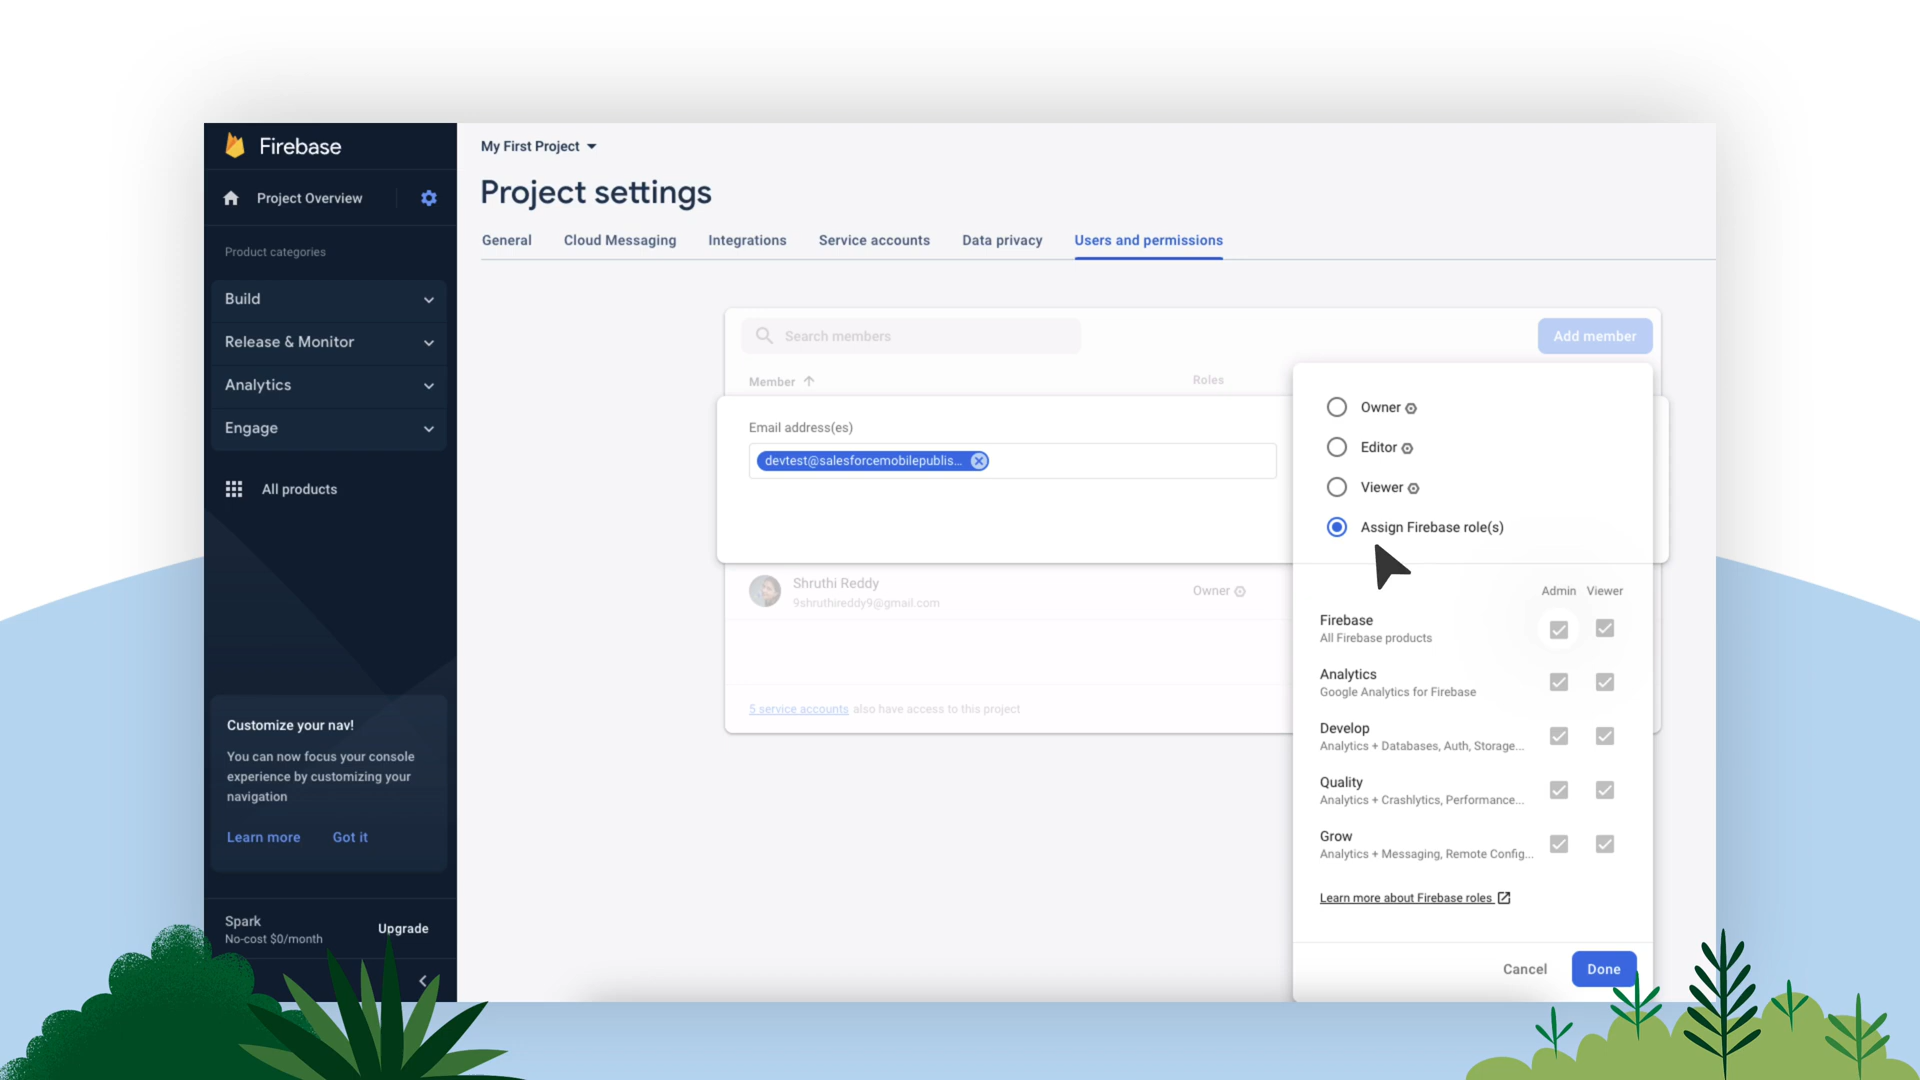 Firebase
Project Overview
Product categories
Build
Release & Monitor
Analytics
Engage
All products
Customize your nav!
You can now focus your console
experience by customizing your
navigation
Learn more Got it
Spark
No-cost $0/month
Upgrade
My First Project
Project settings
General Cloud Messaging Integrations Service accounts Data privacy Users and permissions
Search members
Add member
Member Roles
Email address(es)
devtest@salesforcemobilepublis...
Shruthi Reddy
9shruthireddy9@gmail.com
Owner
5 service accounts also have access to this project
Owner
Editor
Viewer
Assign Firebase role(s)
Admin Viewer
Firebase
All Firebase products
Analytics
Google Analytics for Firebase
Develop
Analytics + Databases, Auth, Storage...
Quality
Analytics + Crashlytics, Performance...
Grow
Analytics + Messaging, Remote Config...
Learn more about Firebase roles
Cancel Done